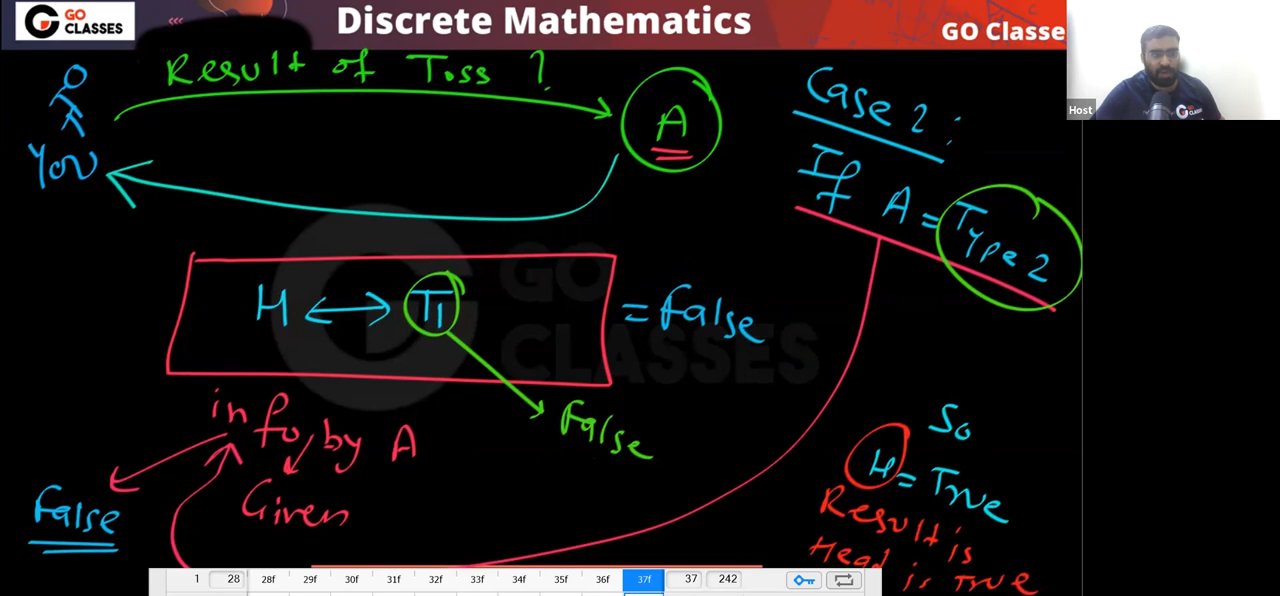 GO
CLASSES
Discrete Mathematics
GO Classe
Host
Result of Toss ?
A
You
Case 2 :
If A = Type 2
H ↔ T1 = False
GO
CLASSES
False
info, by A
Given
False
So
H = True
Result is
Head is True
1 28 28f 29f 30f 31f 32f 33f 34f 35f 36f 37f 37 242